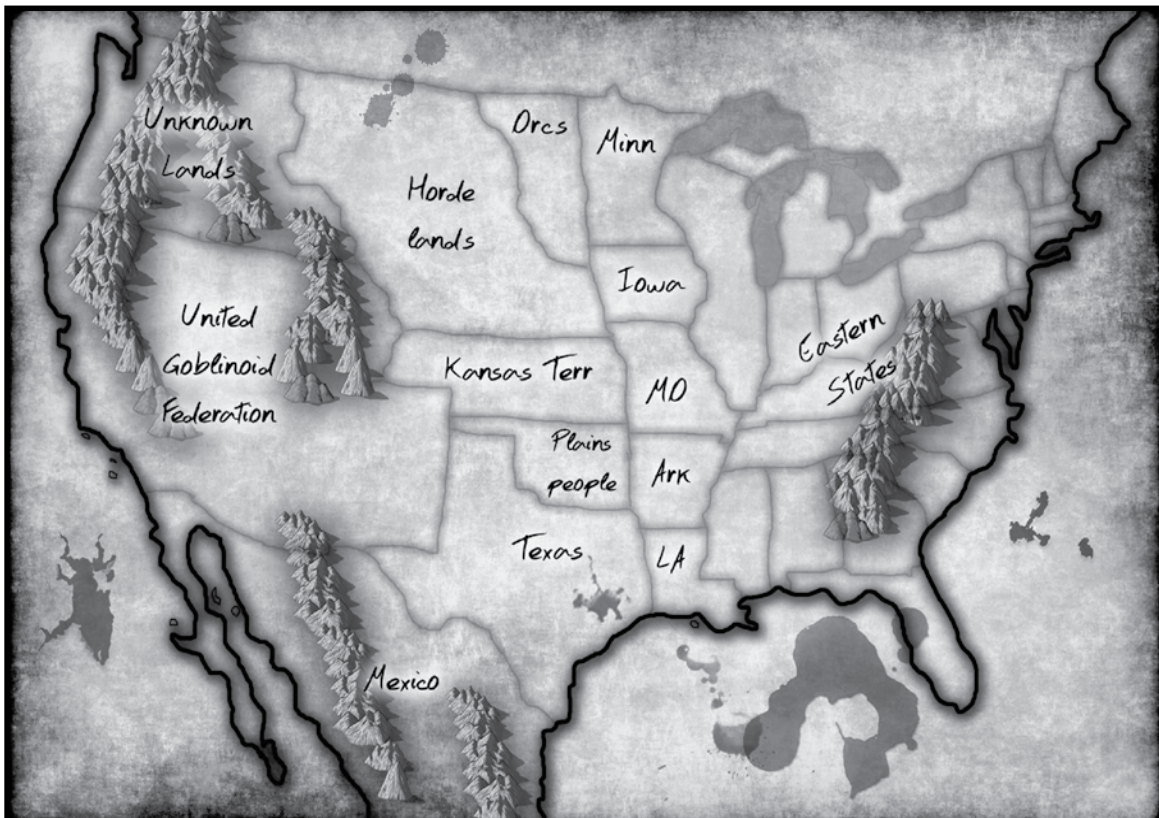 Unknown
Lands
Orcs
Minn
Horde
lands
Iowa
United
Goblinoid
Federation
Eastern
States
Kansas Terr
MO
Plains
people
Ark
Texas
LA
Mexico